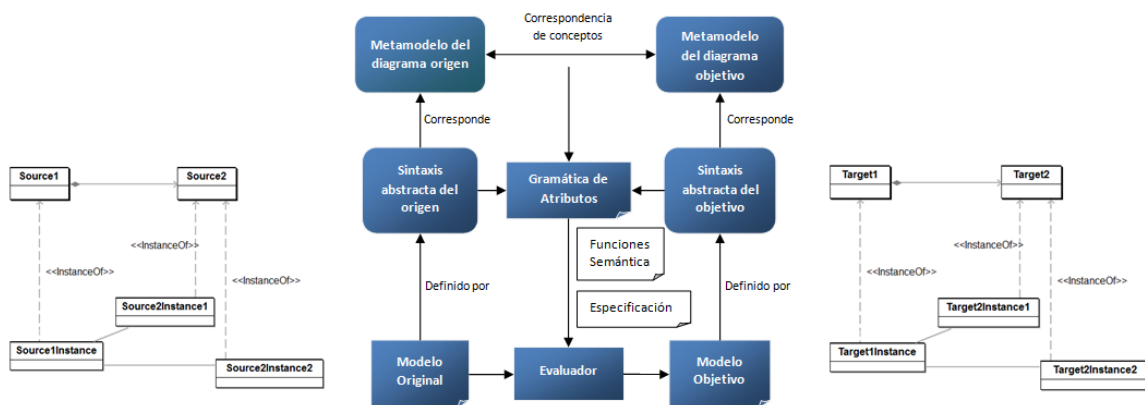 Correspondencia
de conceptos
Metamodelo del
diagrama origen
Metamodelo
del diagrama
objetivo
Corresponde
Corresponde
Source1
Source2
Sintaxis
abstracta del
origen
Gramática de
Atributos
Sintaxis
abstracta del
objetivo
Target1
Target2
<<InstanceOf>>
<<InstanceOf>>
<<InstanceOf>>
Funciones
Semántica
<<InstanceOf>>
<<InstanceOf>>
<<InstanceOf>>
Definido por
Especificación
Definido por
Source2Instance1
Source1Instance
Source2Instance2
Modelo
Original
Evaluador
Modelo
Objetivo
Target2Instance1
Target1Instance
Target2Instance2